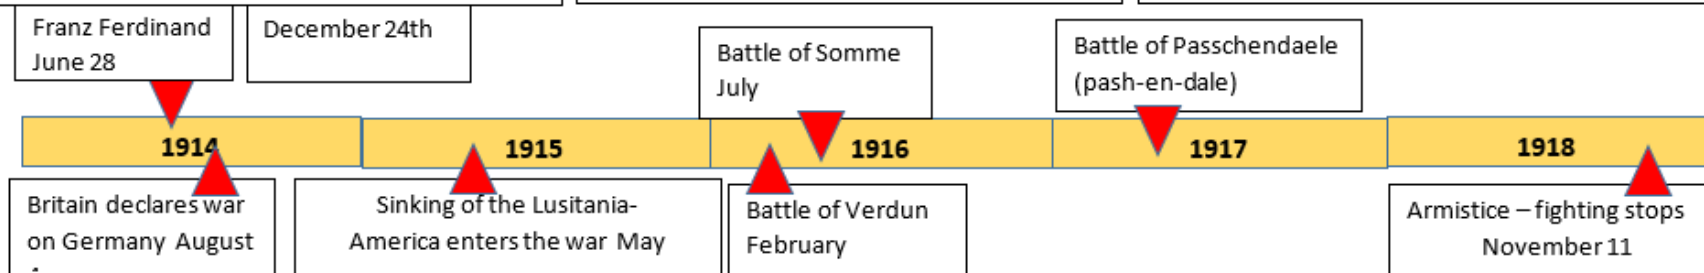 Franz Ferdinand
June 28
December 24th
Battle of Somme
July
Battle of Passchendaele
(pash-en-dale)
1914
1915
1916
1917
1918
Britain declares war
on Germany August
Sinking of the Lusitania-
America enters the war May
Battle of Verdun
February
Armistice – fighting stops
November 11